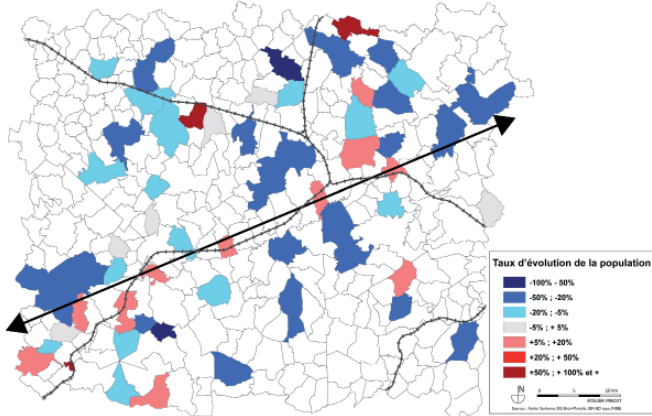 Taux d'évolution de la population
-100% - 50%
-50% ; -20%
-20% ; -5%
-5% ; + 5%
+5% ; +20%
+20% ; + 50%
+50% ; + 100% et +
N
0 5 10 km
ATELIER PREDIT